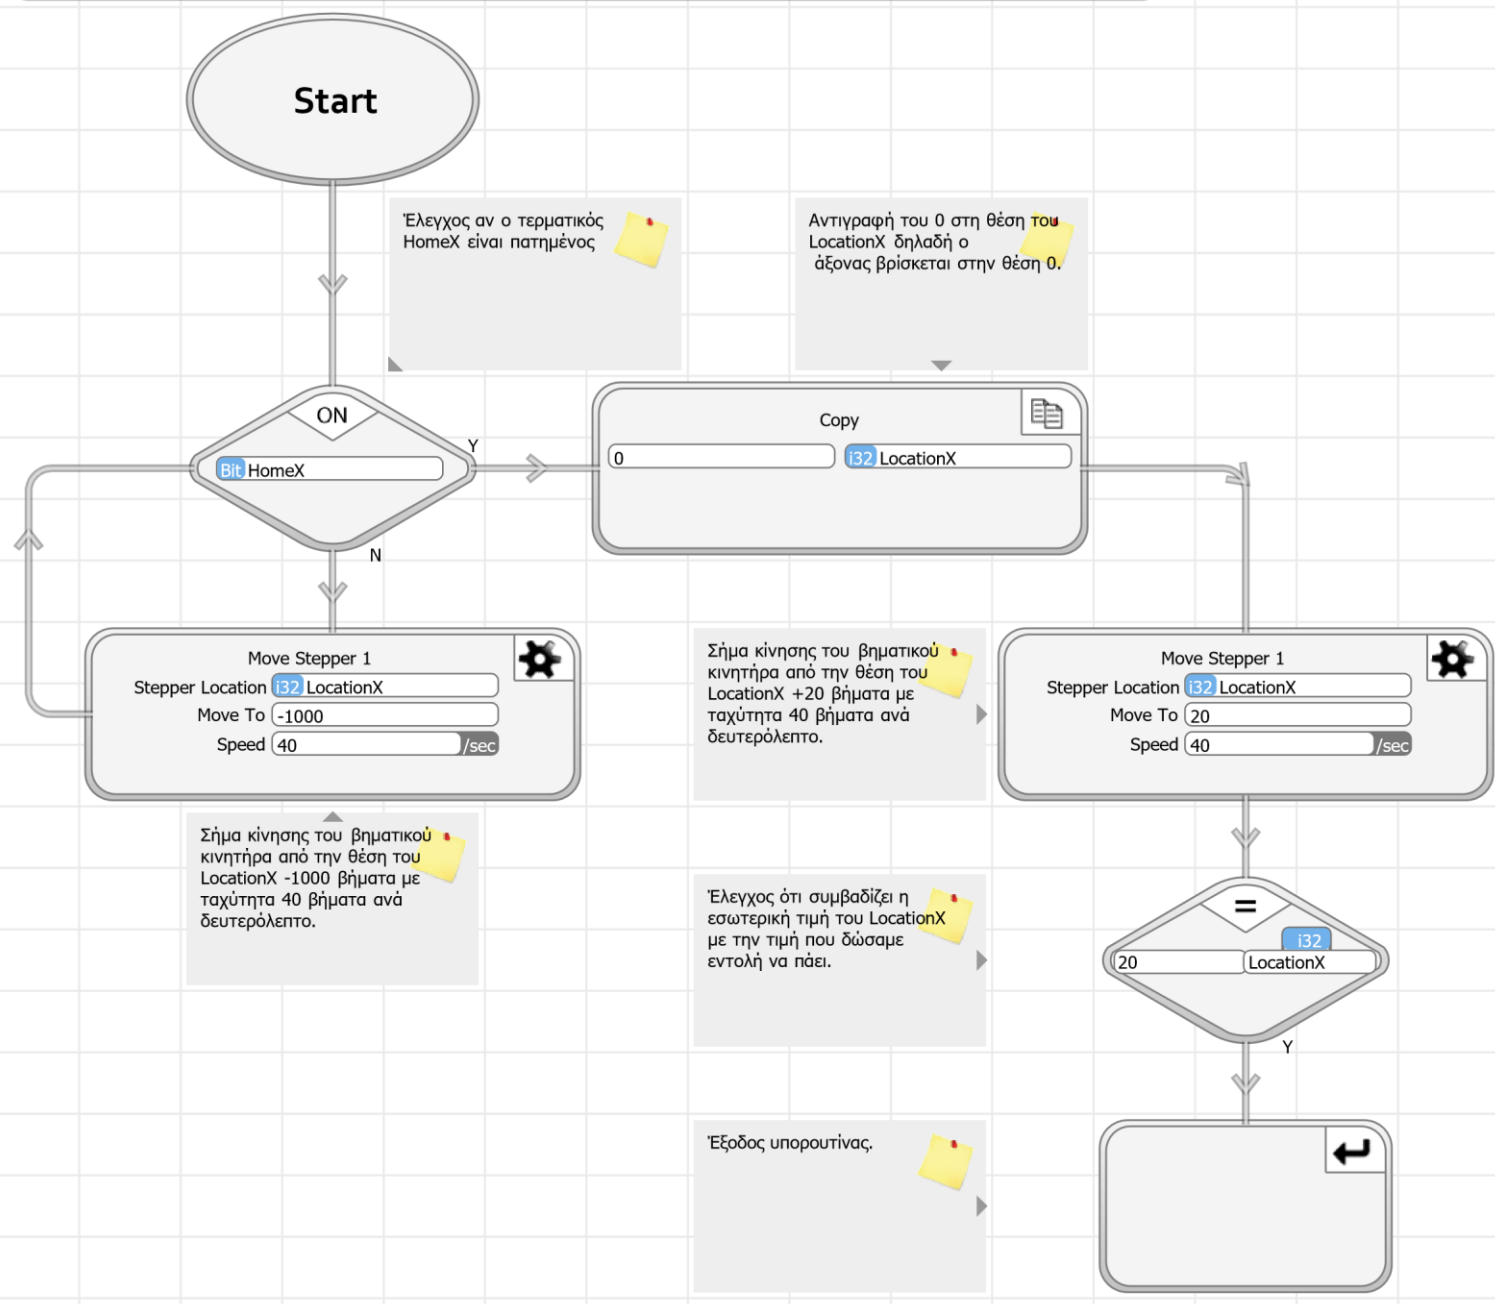 Start
Έλεγχος αν ο τερματικός
HomeX είναι πατημένος
Αντιγραφή του 0 στη θέση του
LocationX δηλαδή ο
άξονας βρίσκεται στην θέση 0.
ON
Bit HomeX
Y
N
Copy
0
i32 LocationX
Move Stepper 1
Stepper Location i32 LocationX
Move To -1000
Speed 40 /sec
Σήμα κίνησης του βηματικού
κινητήρα από την θέση του
LocationX -1000 βήματα με
ταχύτητα 40 βήματα ανά
δευτερόλεπτο.
Σήμα κίνησης του βηματικού
κινητήρα από την θέση του
LocationX +20 βήματα με
ταχύτητα 40 βήματα ανά
δευτερόλεπτο.
Move Stepper 1
Stepper Location i32 LocationX
Move To 20
Speed 40 /sec
Έλεγχος ότι συμβαδίζει η
εσωτερική τιμή του LocationX
με την τιμή που δώσαμε
εντολή να πάει.
=
i32
20 LocationX
Y
Έξοδος υπορουτίνας.